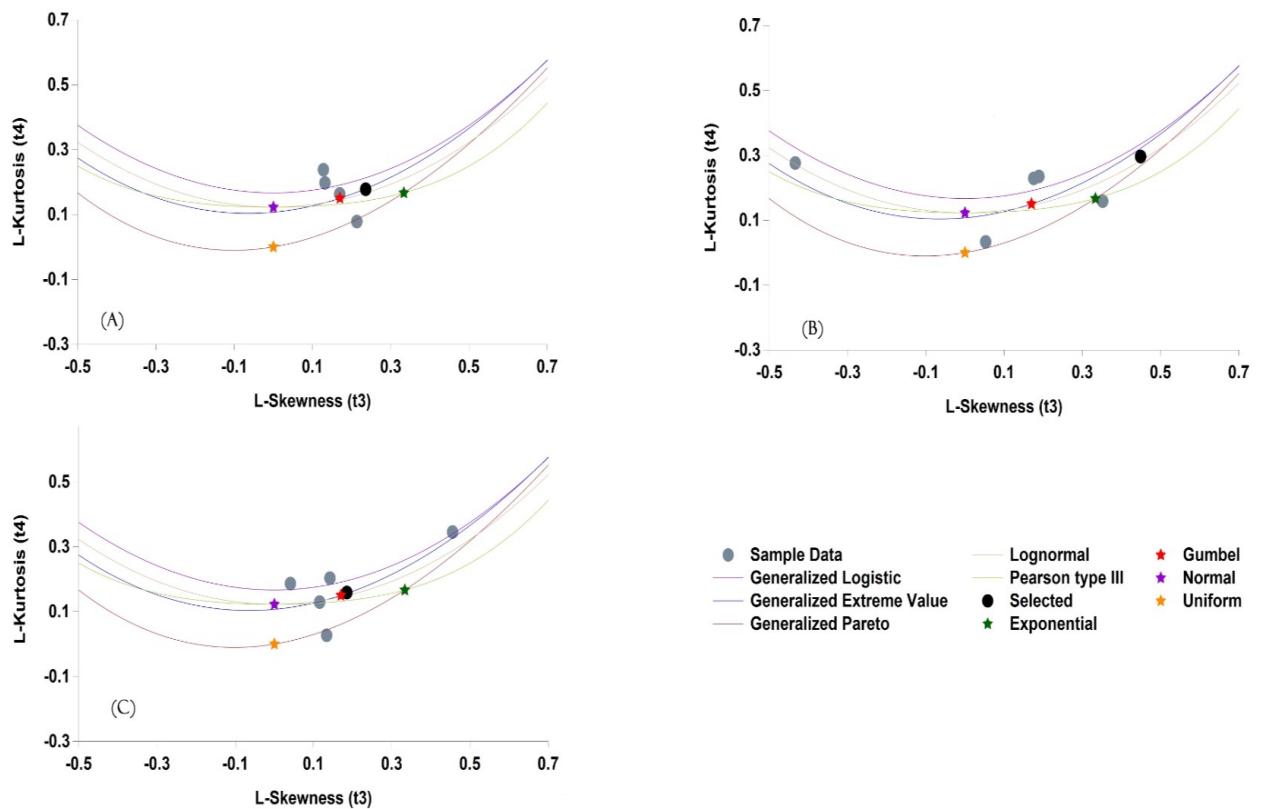 0.7
0.5
0.3
0.1
-0.1
-0.3
L-Kurtosis (t4)
(A)
-0.5 -0.3 -0.1 0.1 0.3 0.5 0.7
L-Skewness (t3)
0.7
0.5
0.3
0.1
-0.1
-0.3
L-Kurtosis (t4)
(B)
-0.5 -0.3 -0.1 0.1 0.3 0.5 0.7
L-Skewness (t3)
0.5
0.3
0.1
-0.1
-0.3
L-Kurtosis (t4)
(C)
-0.5 -0.3 -0.1 0.1 0.3 0.5 0.7
L-Skewness (t3)
Sample Data Lognormal Gumbel
Generalized Logistic Pearson type III Normal
Generalized Extreme Value Selected Uniform
Generalized Pareto Exponential